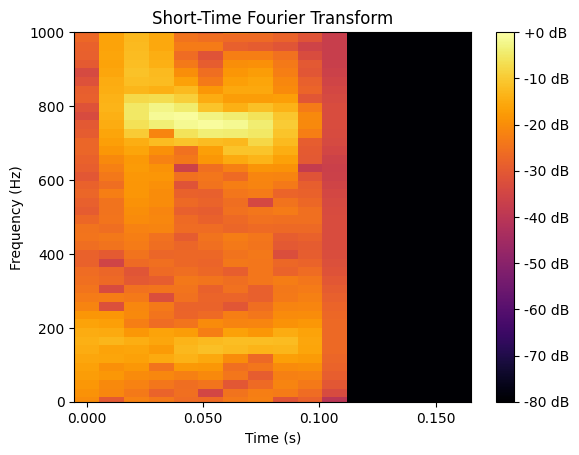 Short-Time Fourier Transform
1000
800
600
400
200
0
Frequency (Hz)
0.000
0.050
0.100
0.150
Time (s)
+0 dB
-10 dB
-20 dB
-30 dB
-40 dB
-50 dB
-60 dB
-70 dB
-80 dB